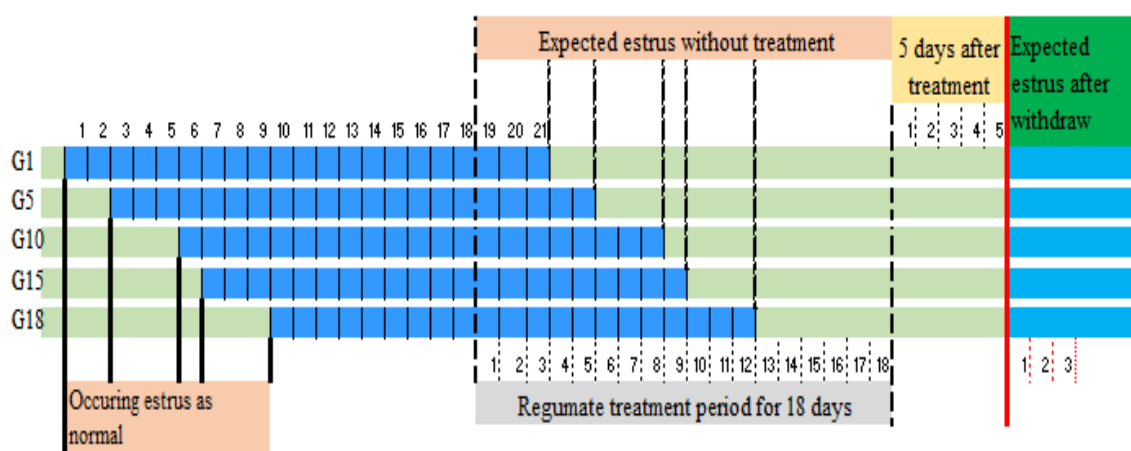 Expected estrus without treatment
5 days after
treatment
Expected
estrus after
withdraw
1 2 3 4 5 6 7 8 9 10 11 12 13 14 15 16 17 18 19 20 21
1 2 3 4 5
G1
G5
G10
G15
G18
1 2 3 4 5 6 7 8 9 10 11 12 13 14 15 16 17 18
1 2 3
Occuring estrus as
normal
Regumate treatment period for 18 days